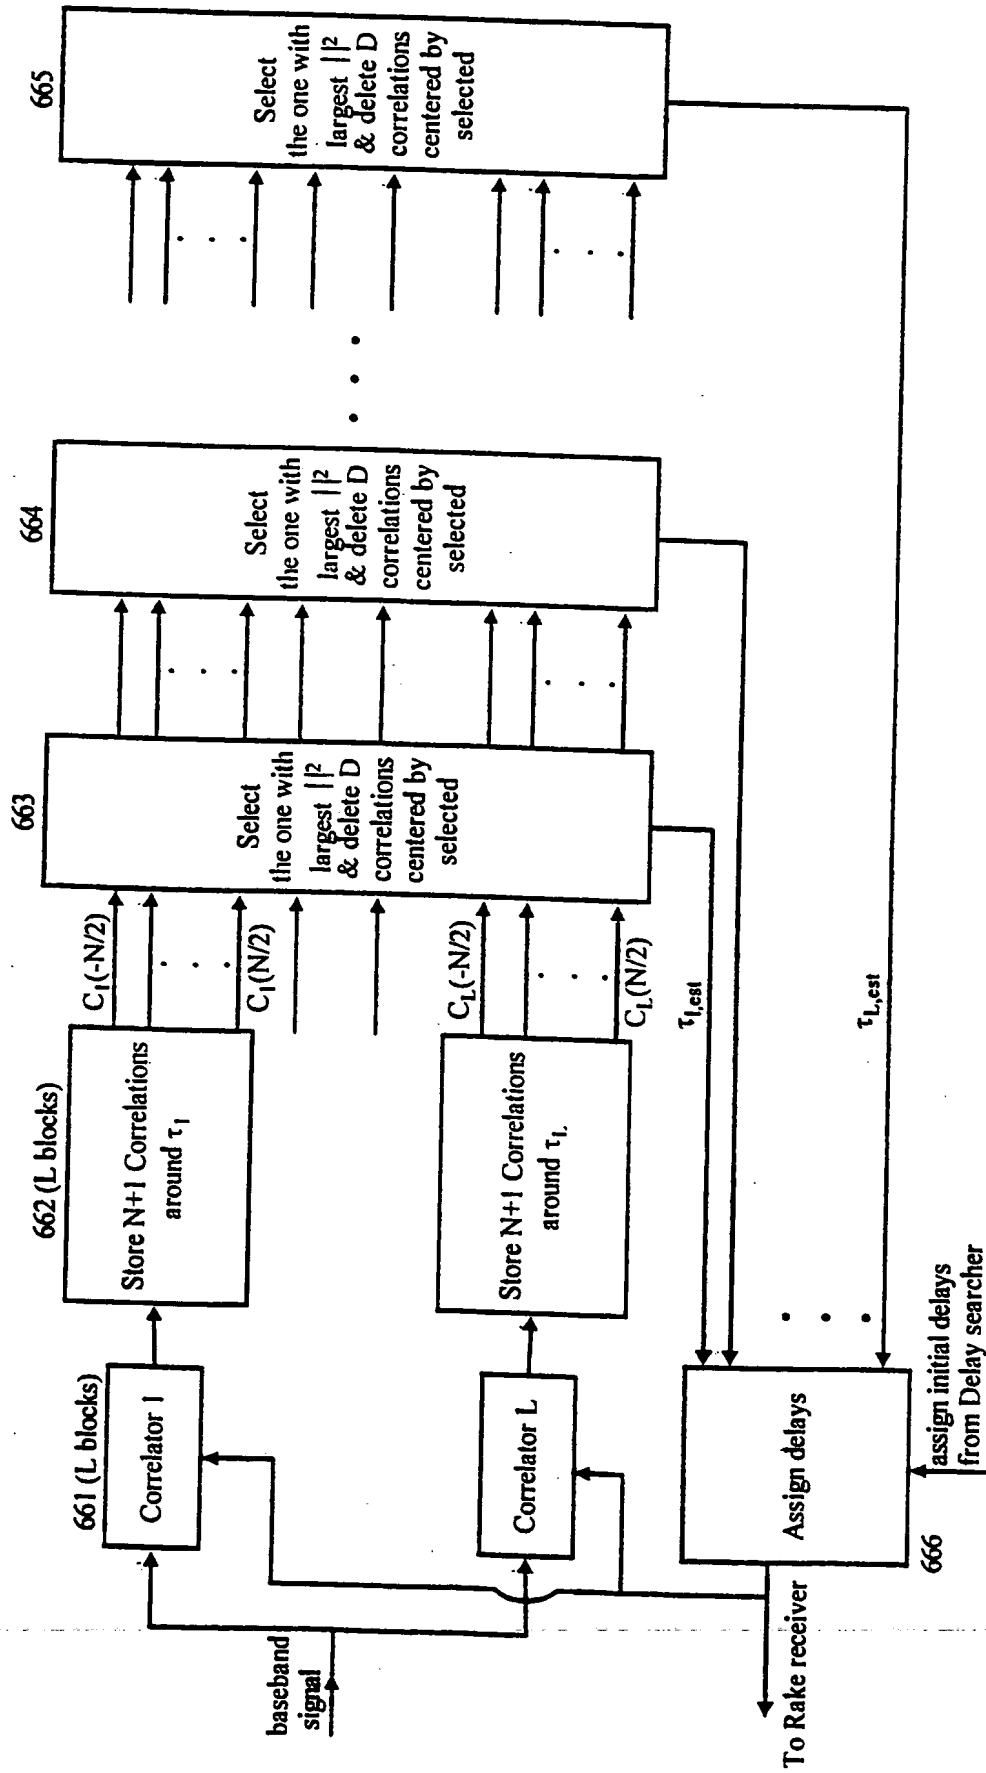 661 (L blocks)
662 (L blocks)
663
664
665
baseband
signal
Correlator 1
Store N+1 Correlations
around τ1
C1(-N/2)
C1(N/2)
Select
the one with
largest ||²
& delete D
correlations
centered by
selected
Select
the one with
largest ||²
& delete D
correlations
centered by
selected
Select
the one with
largest ||²
& delete D
correlations
centered by
selected
Correlator L
Store N+1 Correlations
around τL
CL(-N/2)
CL(N/2)
τ1,est
τL,est
To Rake receiver
Assign delays
666
assign initial delays
from Delay searcher